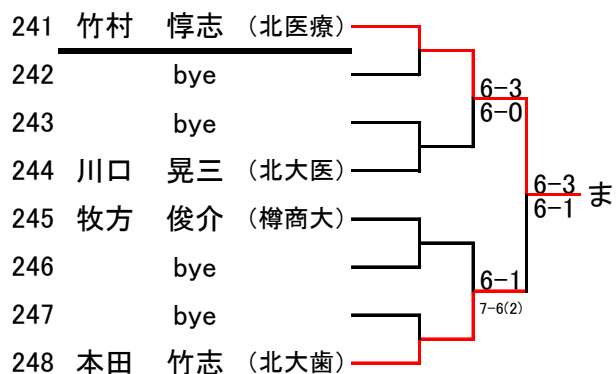 241 竹村 惇志 (北医療)
242 bye
6-3
6-0
243 bye
244 川口 晃三 (北大医)
6-3
6-1
ま
245 牧方 俊介 (樽商大)
246 bye
6-1
7-6(2)
247 bye
248 本田 竹志 (北大歯)